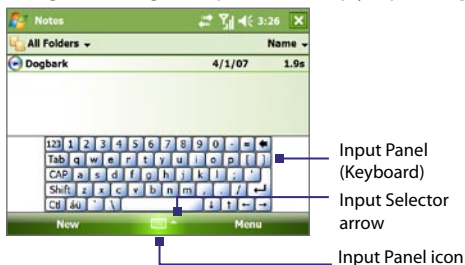 Notes 3:26
All Folders Name
Dogbark 4/1/07 1.9s
123 1 2 3 4 5 6 7 8 9 0 - =
Tab q w e r t y u i o p [ ]
CAP a s d f g h j k l ; '
Shift z x c v b n m , . /
Ctl áü ` \
New Menu
Input Panel
(Keyboard)
Input Selector
arrow
Input Panel icon